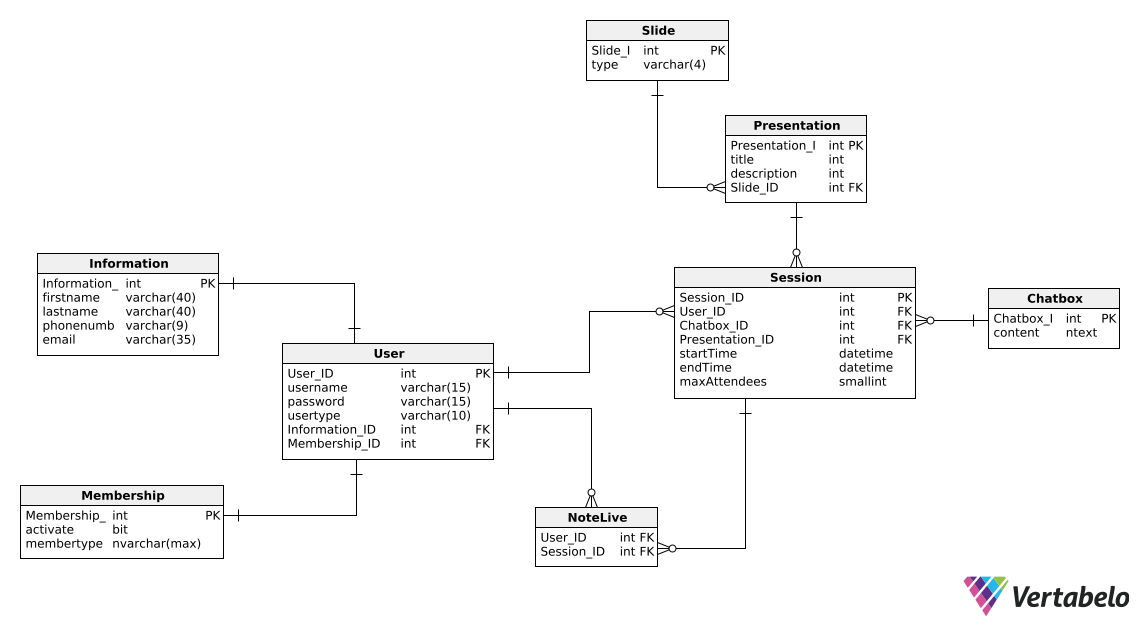 Slide
Slide_I int PK
type varchar(4)
Presentation
Presentation_I int PK
title int
description int
Slide_ID int FK
Information
Information_ int PK
firstname varchar(40)
lastname varchar(40)
phonenumb varchar(9)
email varchar(35)
Session
Session_ID int PK
User_ID int FK
Chatbox_ID int FK
Presentation_ID int FK
startTime datetime
endTime datetime
maxAttendees smallint
Chatbox
Chatbox_I int PK
content ntext
User
User_ID int PK
username varchar(15)
password varchar(15)
usertype varchar(10)
Information_ID int FK
Membership_ID int FK
Membership
Membership_ int PK
activate bit
membertype nvarchar(max)
NoteLive
User_ID int FK
Session_ID int FK
Vertabelo